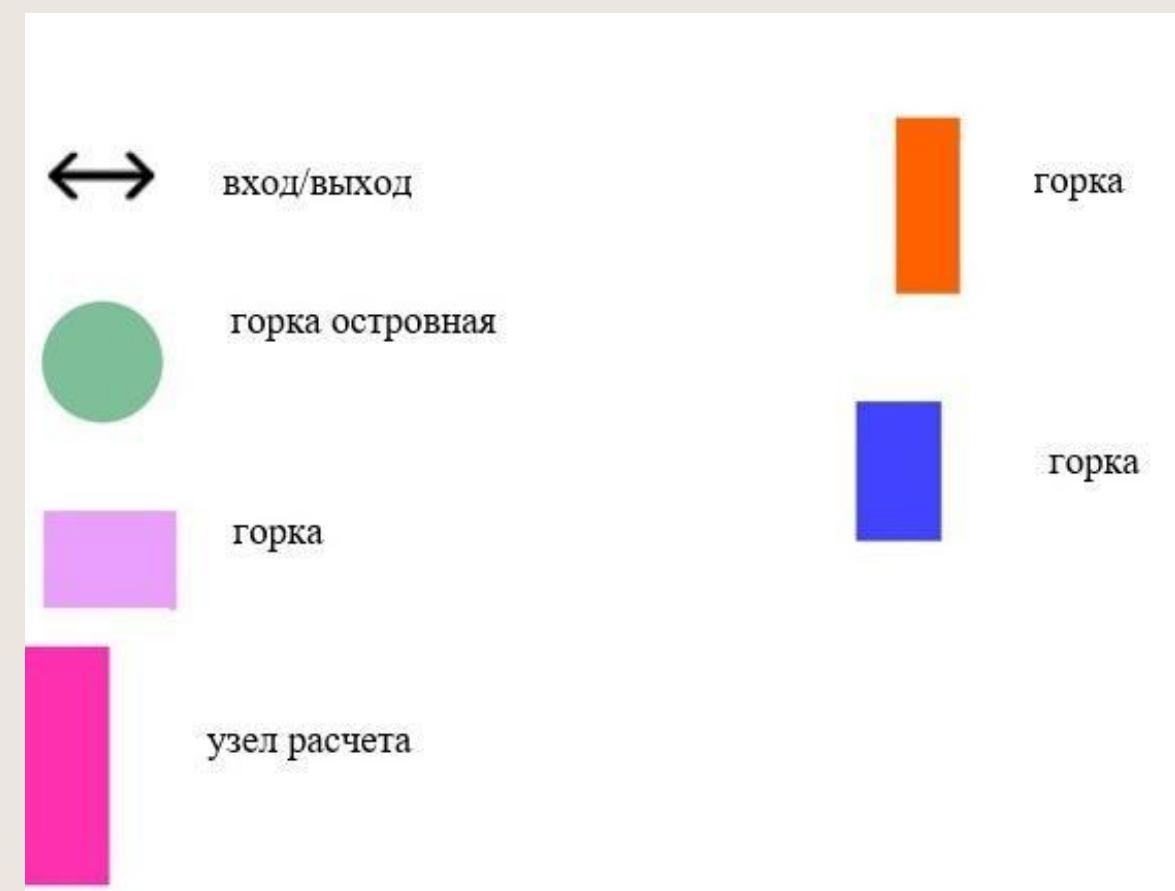 вход/выход
горка островная
горка
узел расчета
горка
горка